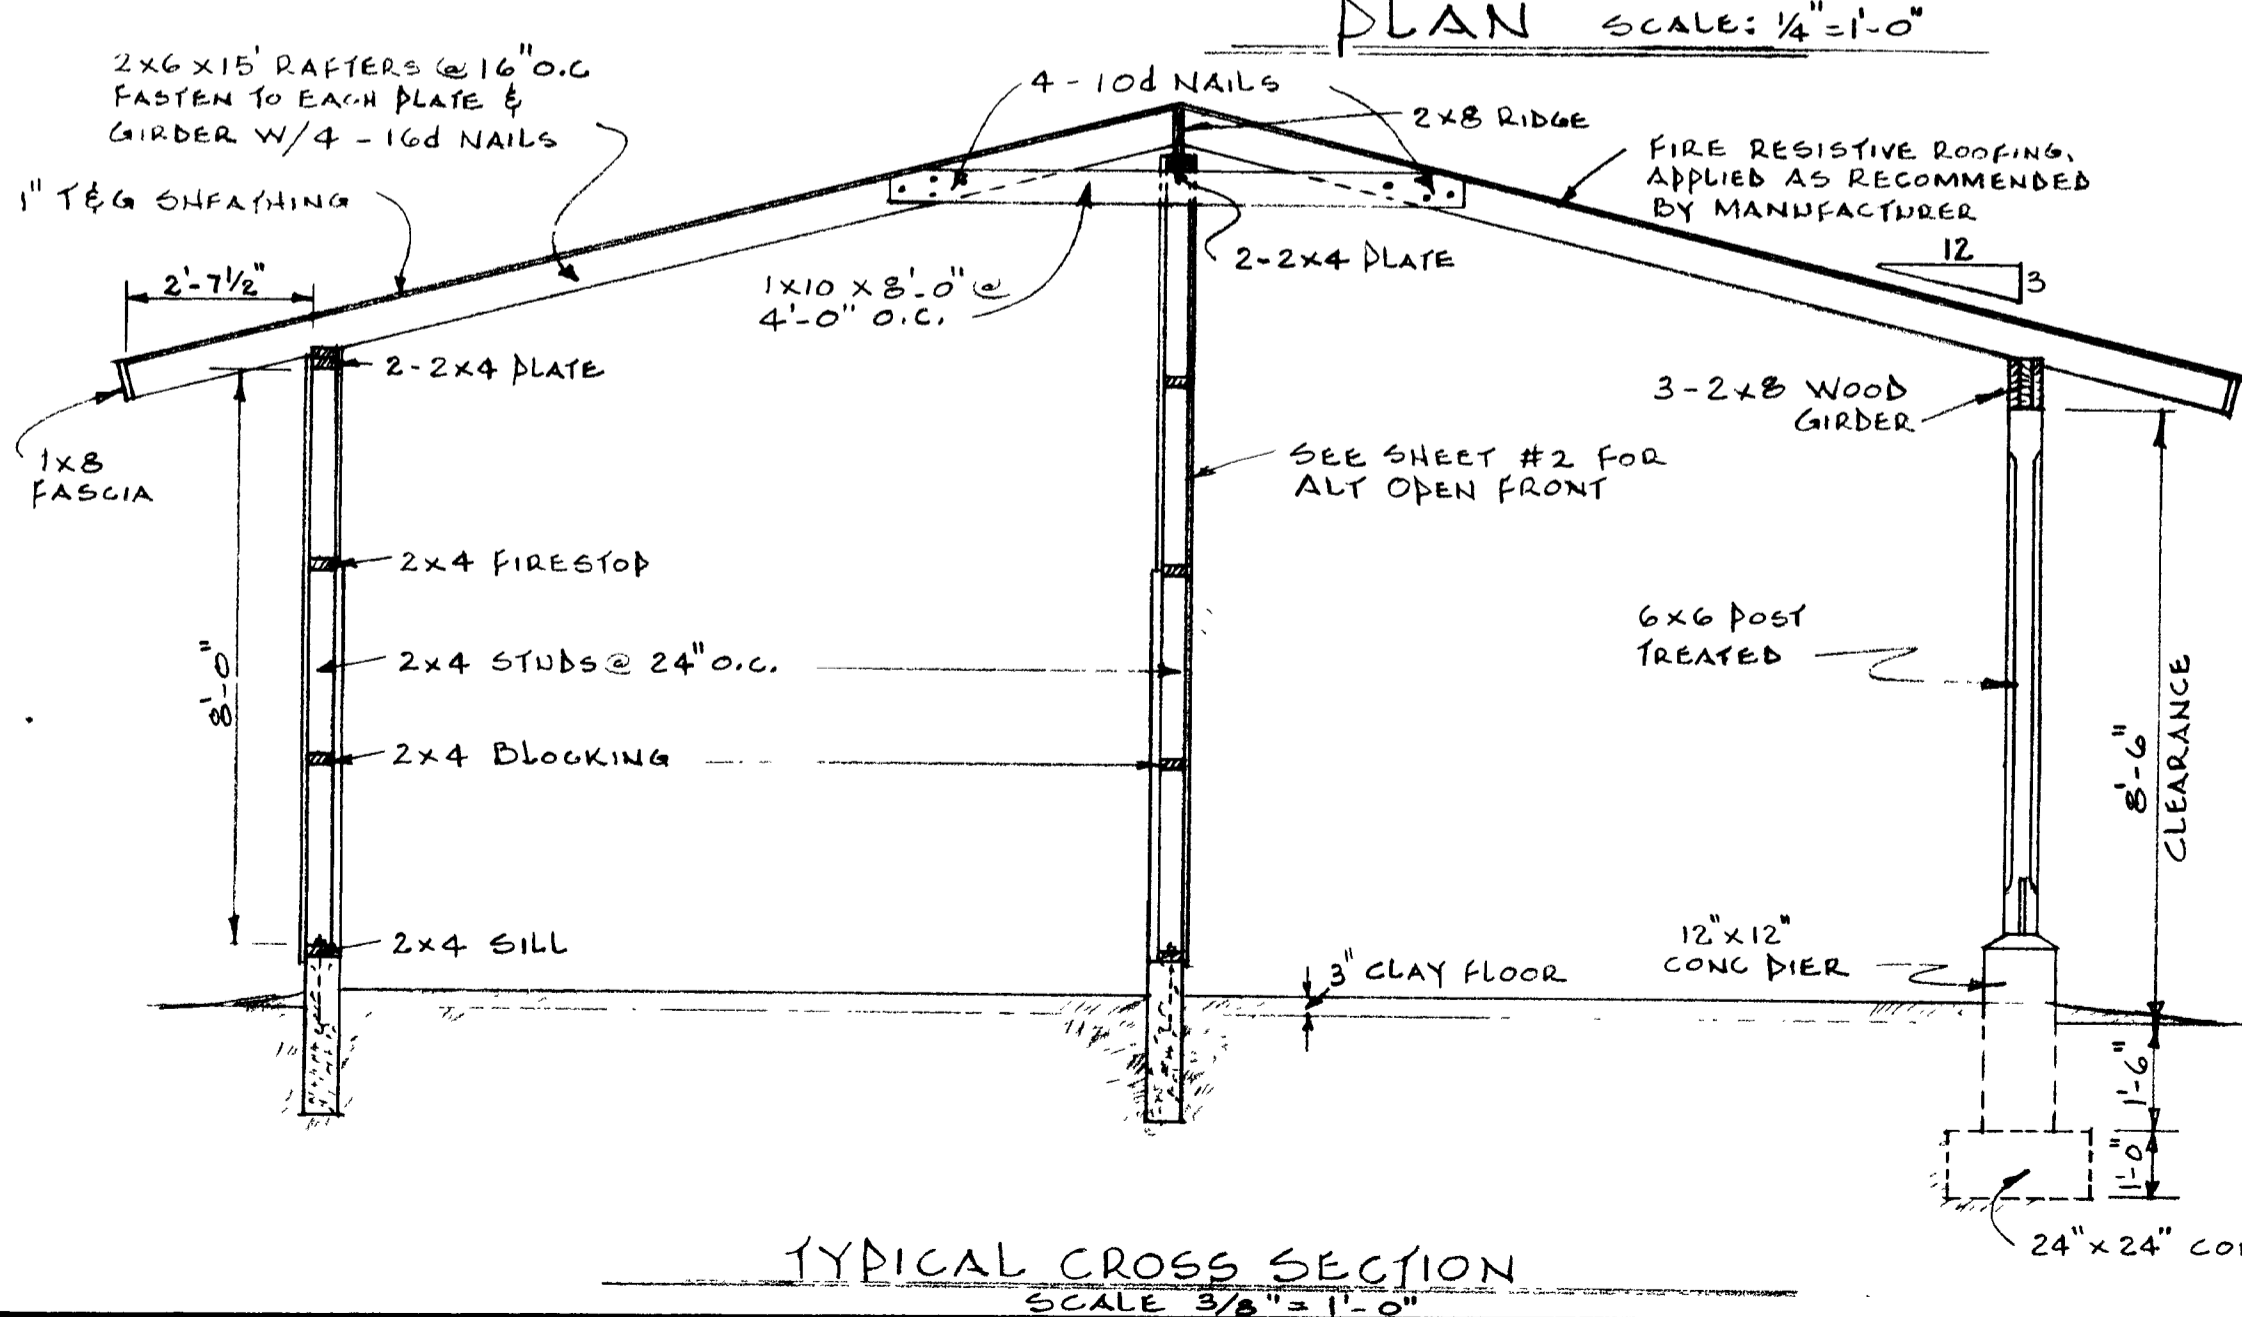 PLAN SCALE: 1/4"=1'-0"
2x6x15' RAFTERS @ 16" O.C
FASTEN TO EACH PLATE &
GIRDER W/4 - 16d NAILS
4 - 10d NAILS
2x8 RIDGE
FIRE RESISTIVE ROOFING,
APPLIED AS RECOMMENDED
BY MANUFACTURER
1" T&G SHEATHING
12
3
2'-7 1/2"
1x10 x 8'-0" @
4'-0" O.C.
2-2x4 PLATE
2-2x4 PLATE
3-2x8 WOOD
GIRDER
1x8
FASCIA
SEE SHEET #2 FOR
ALT OPEN FRONT
2x4 FIRESTOP
8'-0"
2x4 STUDS @ 24" O.C.
6x6 POST
TREATED
2x4 BLOCKING
8'-6"
CLEARANCE
2x4 SILL
3" CLAY FLOOR
12"x12"
CONC PIER
1'-6"
1'-0"
24"x24"
TYPICAL CROSS SECTION
SCALE 3/8" = 1'-0"